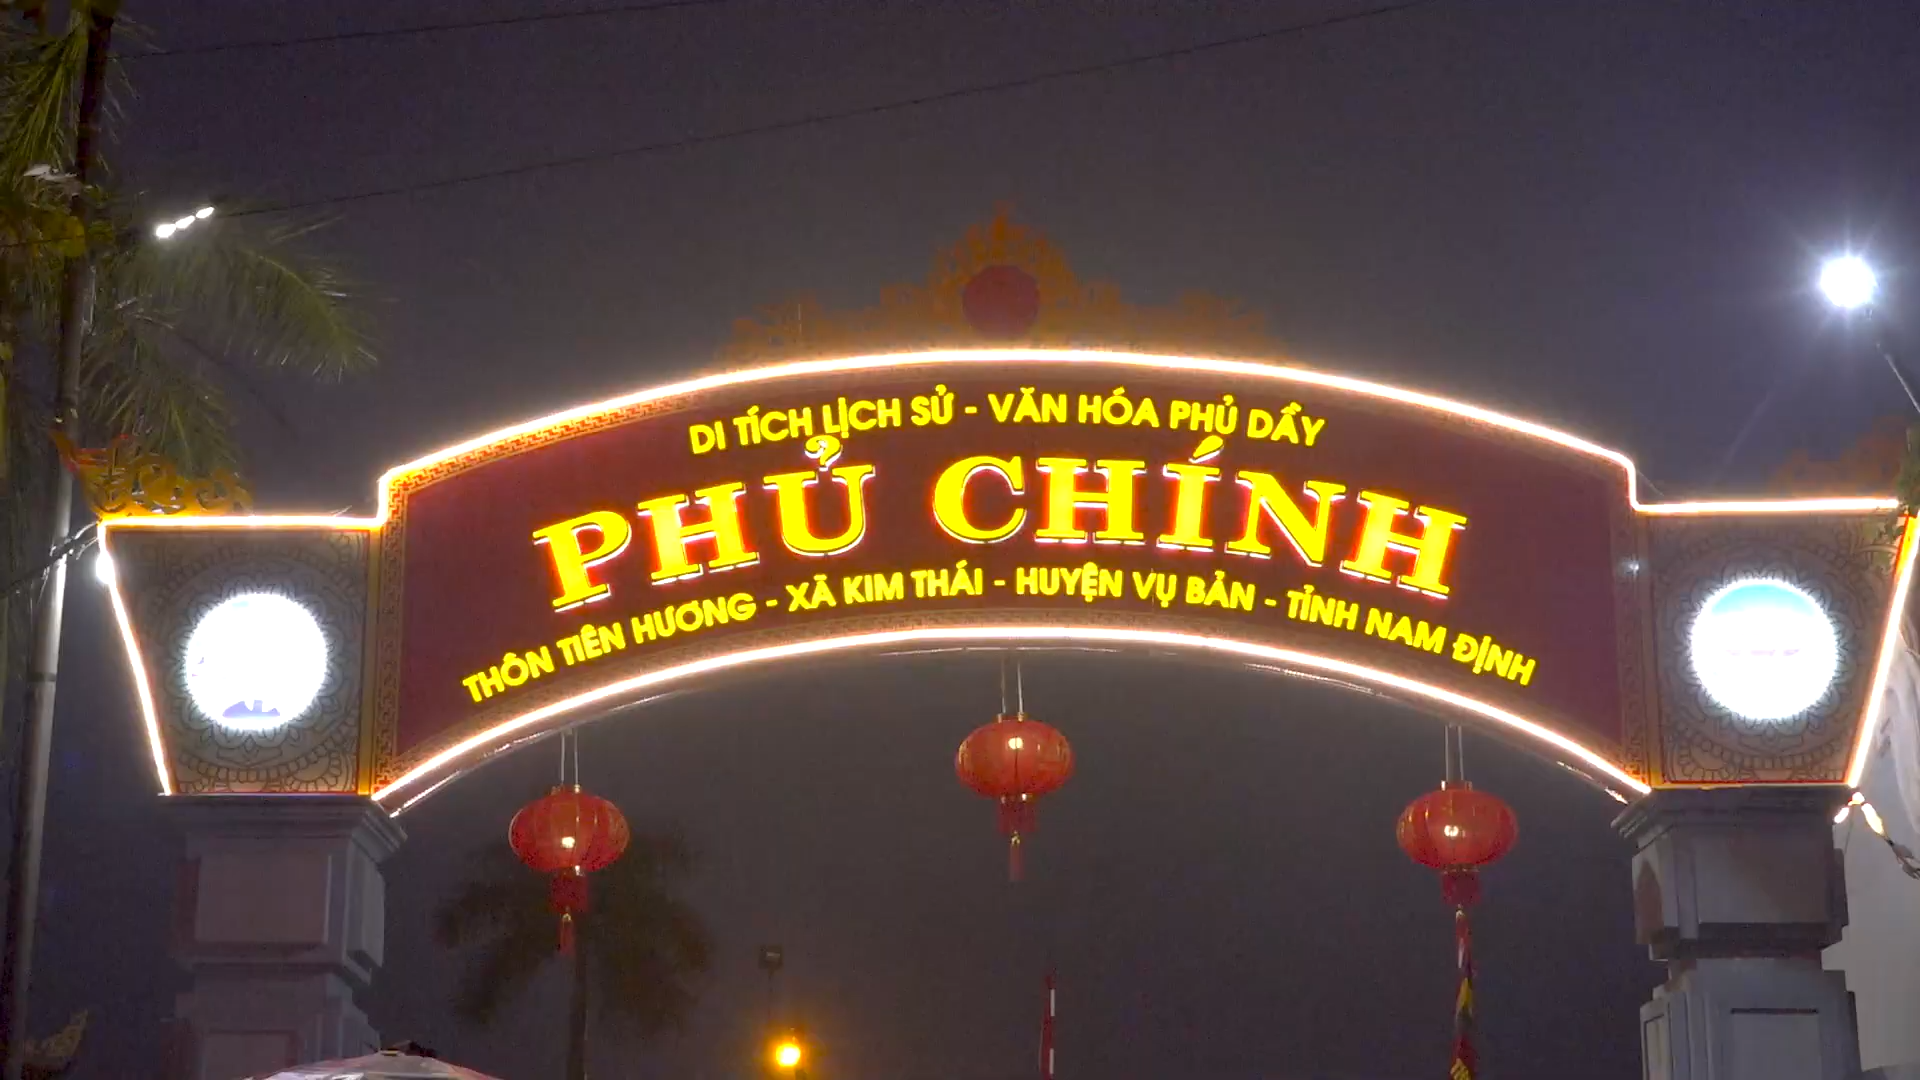 DI TÍCH LỊCH SỬ - VĂN HÓA PHỦ DẦY
PHỦ CHÍNH
THÔN TIÊN HƯƠNG - XÃ KIM THÁI - HUYỆN VỤ BẢN - TỈNH NAM ĐỊNH